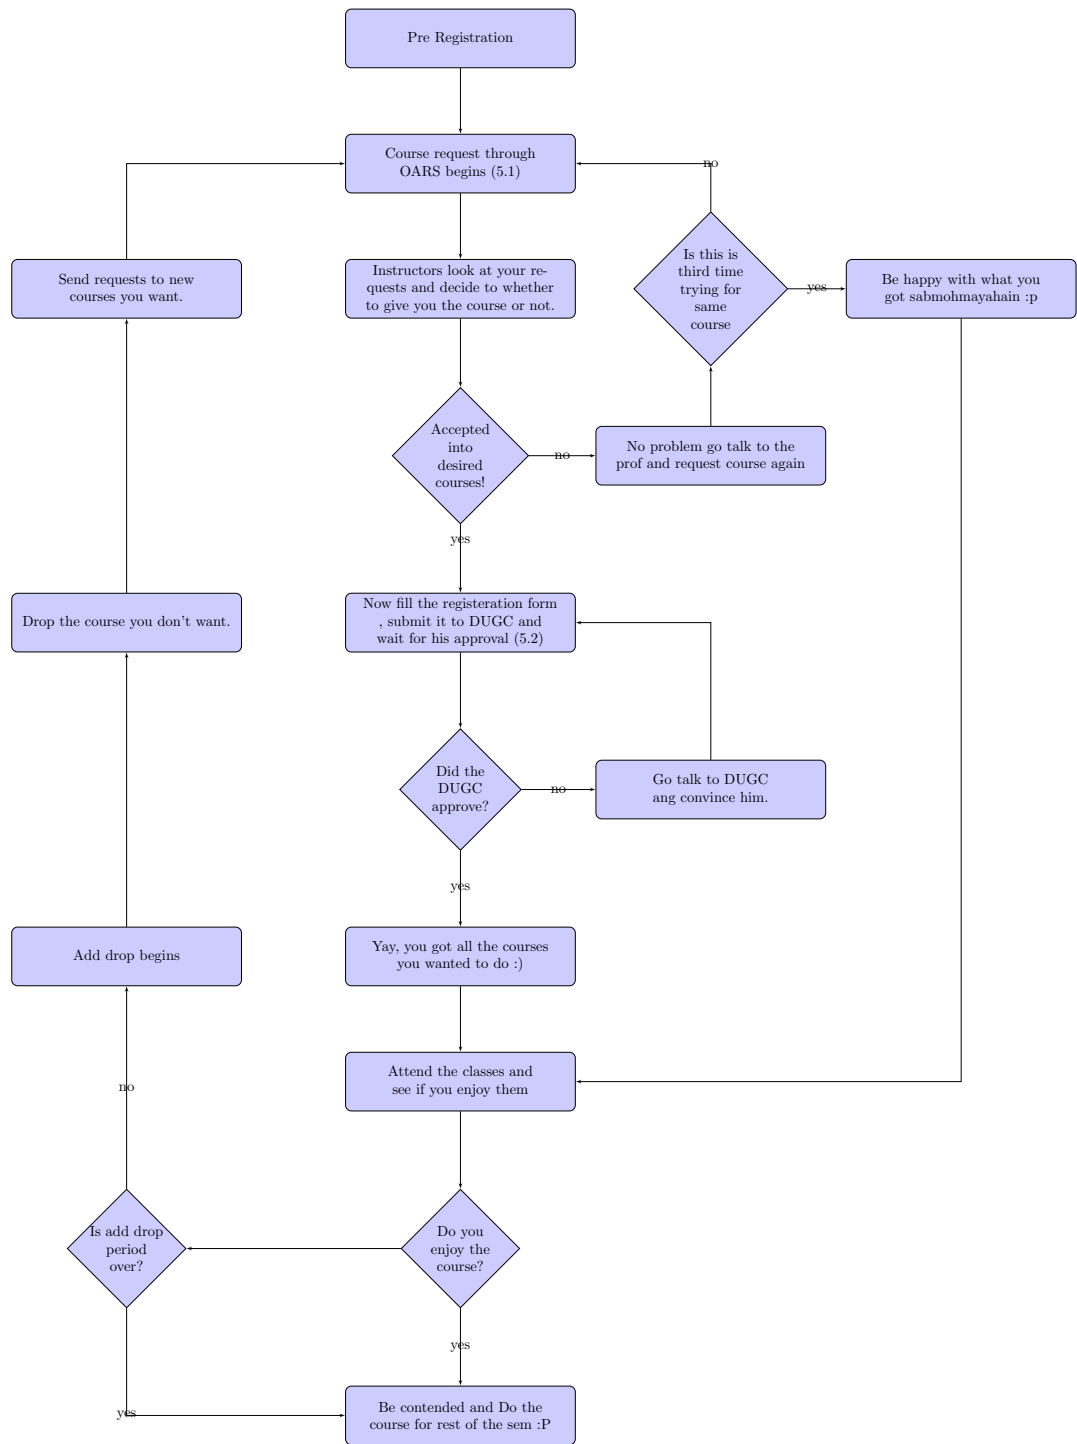 Pre Registration
Course request through
OARS begins (5.1)
no
Send requests to new
courses you want.
Instructors look at your re-
quests and decide to whether
to give you the course or not.
Is this is
third time
trying for
same
course
yes
Be happy with what you
got sabmohmayahain :p
Accepted
into
desired
courses!
no
No problem go talk to the
prof and request course again
yes
Drop the course you don't want.
Now fill the registeration form
, submit it to DUGC and
wait for his approval (5.2)
Did the
DUGC
approve?
no
Go talk to DUGC
ang convince him.
yes
Add drop begins
Yay, you got all the courses
you wanted to do :)
Attend the classes and
see if you enjoy them
no
Is add drop
period
over?
Do you
enjoy the
course?
yes
yes
Be contended and Do the
course for rest of the sem :P